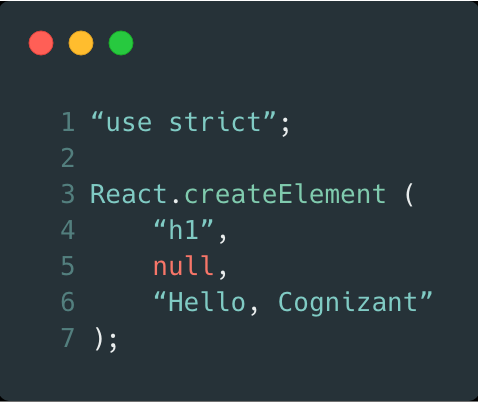 1 “use strict”;
2
3 React.createElement (
4 “h1”,
5 null,
6 “Hello, Cognizant”
7 );